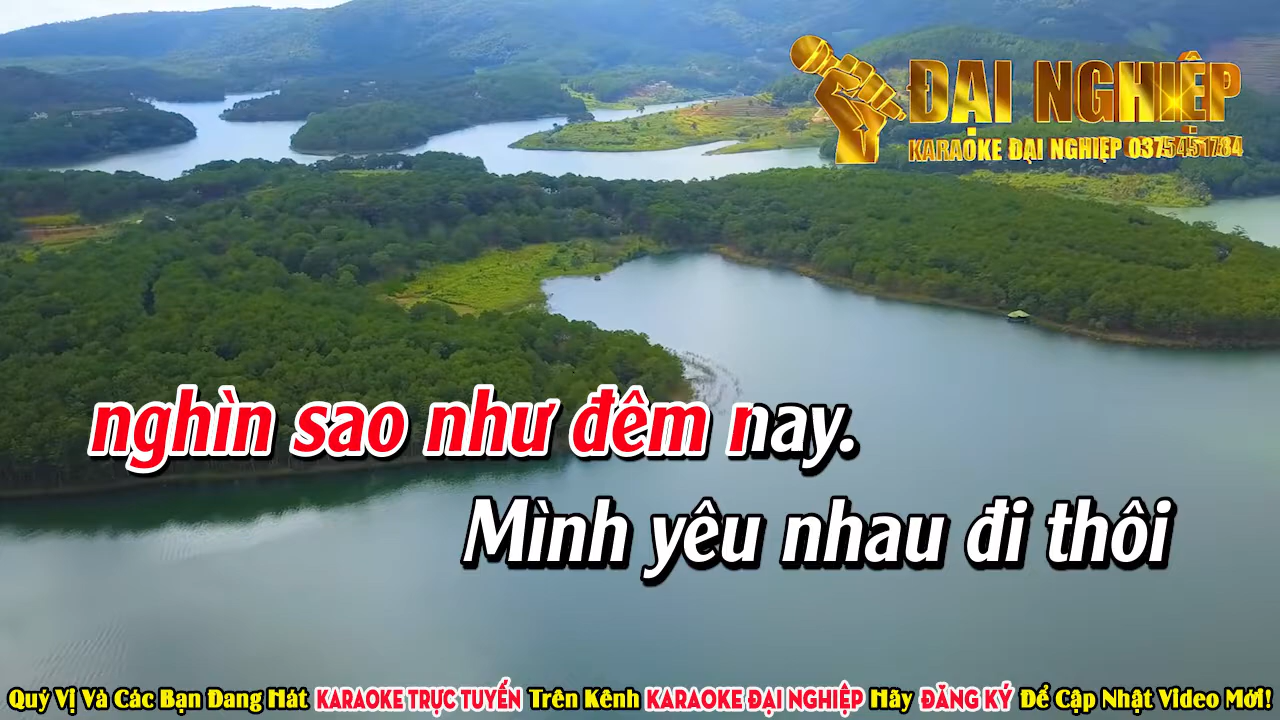 ĐẠI NGHIỆP
KARAOKE ĐẠI NGHIỆP 0375451784
nghìn sao như đêm nay.
Mình yêu nhau đi thôi
Quý Vị Và Các Bạn Đang Hát KARAOKE TRỰC TUYẾN Trên Kênh KARAOKE ĐẠI NGHIỆP Hãy ĐĂNG KÝ Để Cập Nhật Video Mới!